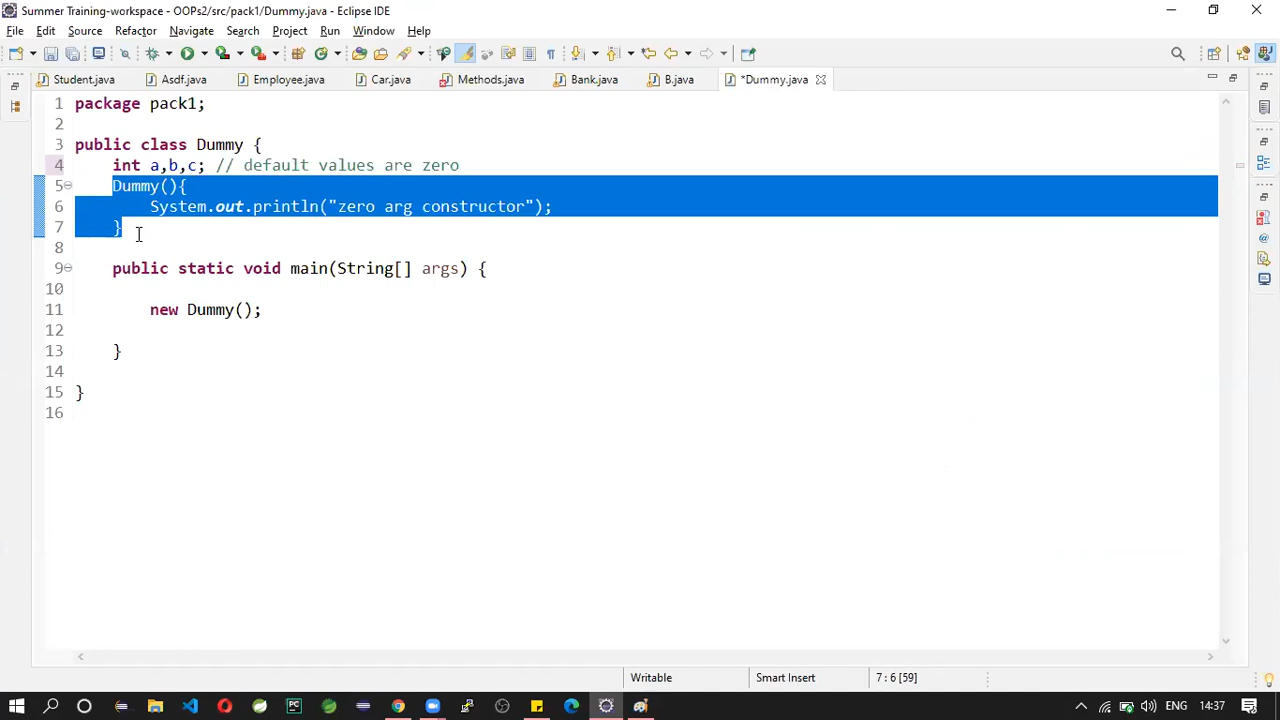 Summer Training-workspace - OOPs2/src/pack1/Dummy.java - Eclipse IDE
File Edit Source Refactor Navigate Search Project Run Window Help
Student.java Asdf.java Employee.java Car.java Methods.java Bank.java B.java *Dummy.java
1 package pack1;
2
3 public class Dummy {
4 int a,b,c; // default values are zero
5 Dummy(){
6 System.out.println("zero arg constructor");
7 }
8
9 public static void main(String[] args) {
10
11 new Dummy();
12
13 }
14
15 }
16
Writable Smart Insert 7 : 6 [59]
ENG 14:37